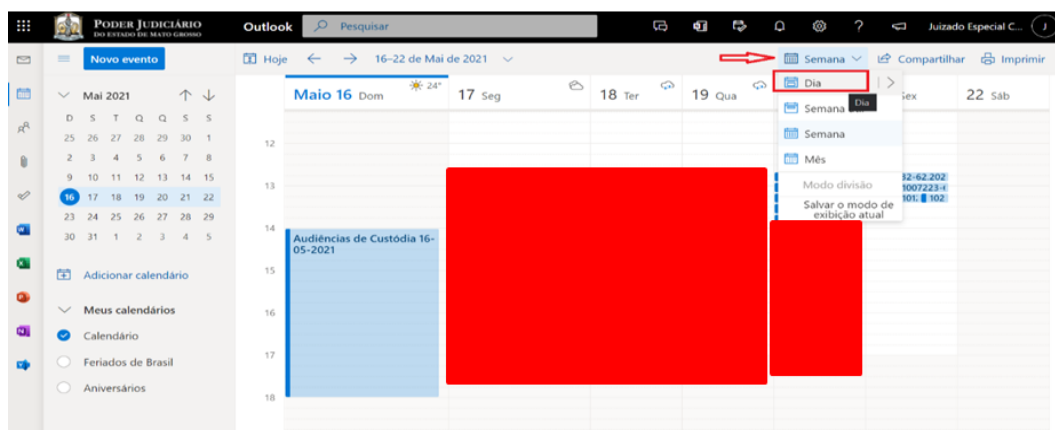 PODER JUDICIÁRIO
DO ESTADO DE MATO GROSSO
Outlook
Pesquisar
Juizado Especial C...
J
Novo evento
Hoje
16–22 de Mai de 2021
Semana
Compartilhar
Imprimir
Mai 2021
D S T Q Q S S
25 26 27 28 29 30 1
2 3 4 5 6 7 8
9 10 11 12 13 14 15
16 17 18 19 20 21 22
23 24 25 26 27 28 29
30 31 1 2 3 4 5
Adicionar calendário
Meus calendários
Calendário
Feriados de Brasil
Aniversários
Maio 16 Dom
24°
17 Seg
18 Ter
19 Qua
Sex
22 Sáb
12
13
14
15
16
17
18
Audiências de Custódia 16-
05-2021
Dia
Semana
Dia
Semana
Mês
Modo divisão
Salvar o modo de
exibição atual
32-62.202
1007223-
101. 102